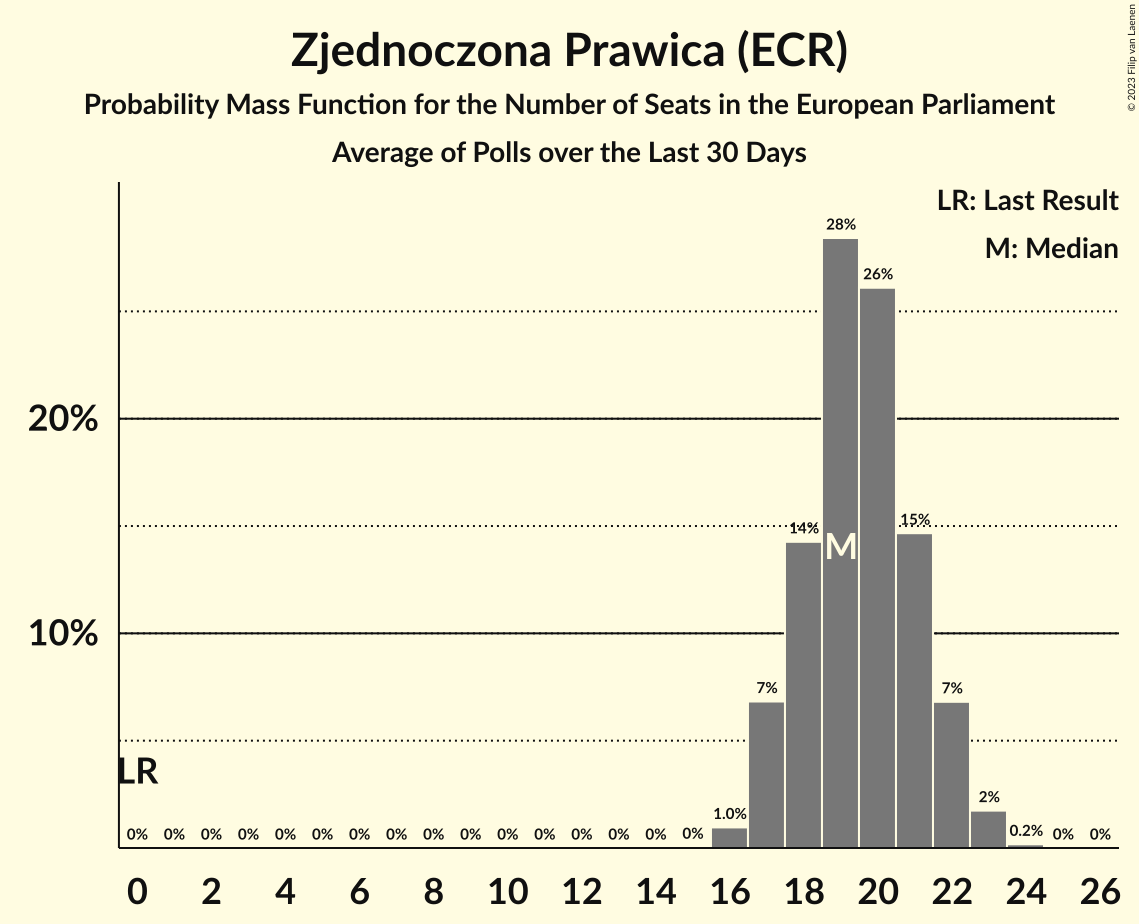 Zjednoczona Prawica (ECR)
Probability Mass Function for the Number of Seats in the European Parliament
Average of Polls over the Last 30 Days
© 2023 Filip van Laenen
LR: Last Result
M: Median
28%
26%
20%
14%
15%
M
10%
7%
7%
LR
2%
1.0%
0% 0% 0% 0% 0% 0% 0% 0% 0% 0% 0% 0% 0% 0% 0% 0% 0.2% 0% 0%
0 2 4 6 8 10 12 14 16 18 20 22 24 26